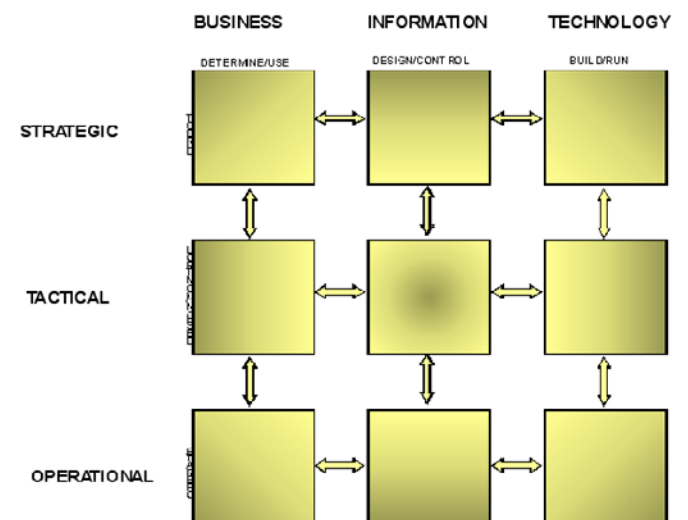 BUSINESS INFORMATION TECHNOLOGY
DETERMINE/USE DESIGN/CONTROL BUILD/RUN
STRATEGIC
TACTICAL
OPERATIONAL